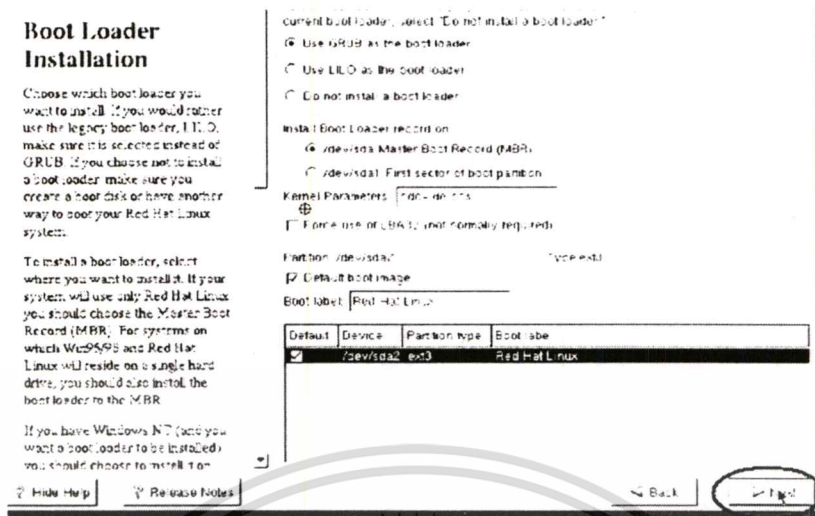 Boot Loader
Installation
Choose which boot loader you
want to install. If you would rather
use the legacy boot loader, LILO,
make sure it is selected instead of
GRUB. If you choose not to install
a boot loader, make sure you
create a boot disk or have another
way to boot your Red Hat Linux
system.
To install a boot loader, select
where you want to install it. If your
system will use only Red Hat Linux
you should choose the Master Boot
Record (MBR). For systems on
which Win95/98 and Red Hat
Linux will reside on a single hard
drive, you should also install the
boot loader to the MBR.
If you have Windows NT (and you
want a boot loader to be installed)
you should choose to install it on
current boot loader, select "Do not install a boot loader."
Use GRUB as the boot loader
Use LILO as the boot loader
Do not install a boot loader
Install Boot Loader record on
/dev/sda Master Boot Record (MBR)
/dev/sda1 First sector of boot partition
Kernel Parameters
Force use of LBA32 (not normally required)
Partition /dev/sda2 Type ext3
Default boot image
Boot label: Red Hat Linux
Default Device Partition type Boot label
/dev/sda2 ext3 Red Hat Linux
Hide Help Release Notes Back Next